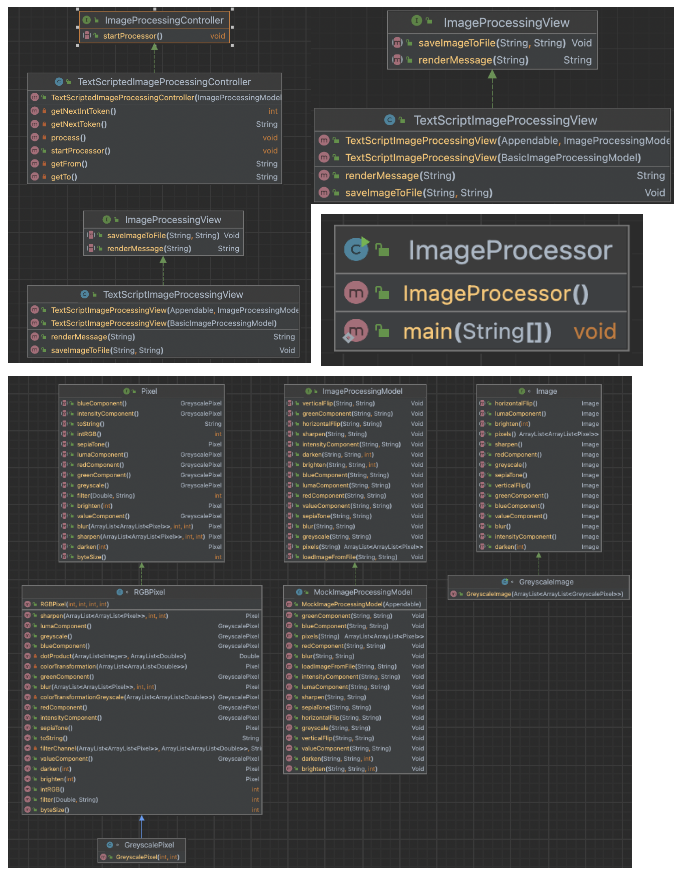 ImageProcessingController
startProcessor() void
TextScriptedImageProcessingController
TextScriptedImageProcessingController(ImageProcessingModel
getNextIntToken() int
getNextToken() String
process() void
startProcessor() void
getFrom() String
getTo() String
ImageProcessingView
saveImageToFile(String, String) Void
renderMessage(String) String
TextScriptImageProcessingView
TextScriptImageProcessingView(Appendable, ImageProcessingMode
TextScriptImageProcessingView(BasicImageProcessingModel)
renderMessage(String) String
saveImageToFile(String, String) Void
ImageProcessingView
saveImageToFile(String, String) Void
renderMessage(String) String
TextScriptImageProcessingView
TextScriptImageProcessingView(Appendable, ImageProcessingMode
TextScriptImageProcessingView(BasicImageProcessingModel)
renderMessage(String) String
saveImageToFile(String, String) Void
ImageProcessor
ImageProcessor()
main(String[]) void
Pixel
blueComponent() GreyscalePixel
intensityComponent() GreyscalePixel
toString() String
intRGB() int
sepiaTone() Pixel
lumaComponent() GreyscalePixel
redComponent() GreyscalePixel
greenComponent() GreyscalePixel
greyscale() GreyscalePixel
filter(Double, String) int
brighten(int) Pixel
valueComponent() GreyscalePixel
blur(ArrayList<ArrayList<Pixel>>, int, int) Pixel
sharpen(ArrayList<ArrayList<Pixel>>, int, int) Pixel
darken(int) Pixel
byteSize() int
RGBPixel
RGBPixel(int, int, int, int)
sharpen(ArrayList<ArrayList<Pixel>>, int, int) Pixel
lumaComponent() GreyscalePixel
greyscale() GreyscalePixel
blueComponent() GreyscalePixel
dotProduct(ArrayList<Integer>, ArrayList<Double>) Double
colorTransformation(ArrayList<ArrayList<Double>>) Pixel
greenComponent() GreyscalePixel
blur(ArrayList<ArrayList<Pixel>>, int, int) Pixel
colorTransformationGreyscale(ArrayList<ArrayList<Double>>) GreyscalePixel
redComponent() GreyscalePixel
intensityComponent() GreyscalePixel
sepiaTone() Pixel
toString() String
filterChannel(ArrayList<ArrayList<Pixel>>, ArrayList<ArrayList<Double>>, Stri
valueComponent() GreyscalePixel
darken(int) Pixel
brighten(int) Pixel
intRGB() int
filter(Double, String) int
byteSize() int
GreyscalePixel
GreyscalePixel(int, int)
ImageProcessingModel
verticalFlip(String, String) Void
greenComponent(String, String) Void
horizontalFlip(String, String) Void
sharpen(String, String) Void
intensityComponent(String, String) Void
darken(String, String, int) Void
brighten(String, String, int) Void
blueComponent(String, String) Void
lumaComponent(String, String) Void
redComponent(String, String) Void
valueComponent(String, String) Void
sepiaTone(String, String) Void
blur(String, String) Void
greyscale(String, String) Void
pixels(String) ArrayList<ArrayList<Pixel>>
loadImageFromFile(String, String) Void
MockImageProcessingModel
MockImageProcessingModel(Appendable)
greenComponent(String, String) Void
blueComponent(String, String) Void
pixels(String) ArrayList<ArrayList<Pixel>>
redComponent(String, String) Void
blur(String, String) Void
loadImageFromFile(String, String) Void
intensityComponent(String, String) Void
lumaComponent(String, String) Void
sharpen(String, String) Void
sepiaTone(String, String) Void
horizontalFlip(String, String) Void
greyscale(String, String) Void
verticalFlip(String, String) Void
valueComponent(String, String) Void
darken(String, String, int) Void
brighten(String, String, int) Void
Image
horizontalFlip() Image
lumaComponent() Image
brighten(int) Image
pixels() ArrayList<ArrayList<Pixel>>
sharpen() Image
redComponent() Image
greyscale() Image
sepiaTone() Image
verticalFlip() Image
greenComponent() Image
blueComponent() Image
valueComponent() Image
blur() Image
intensityComponent() Image
darken(int) Image
GreyscaleImage
GreyscaleImage(ArrayList<ArrayList<GreyscalePixel>>)